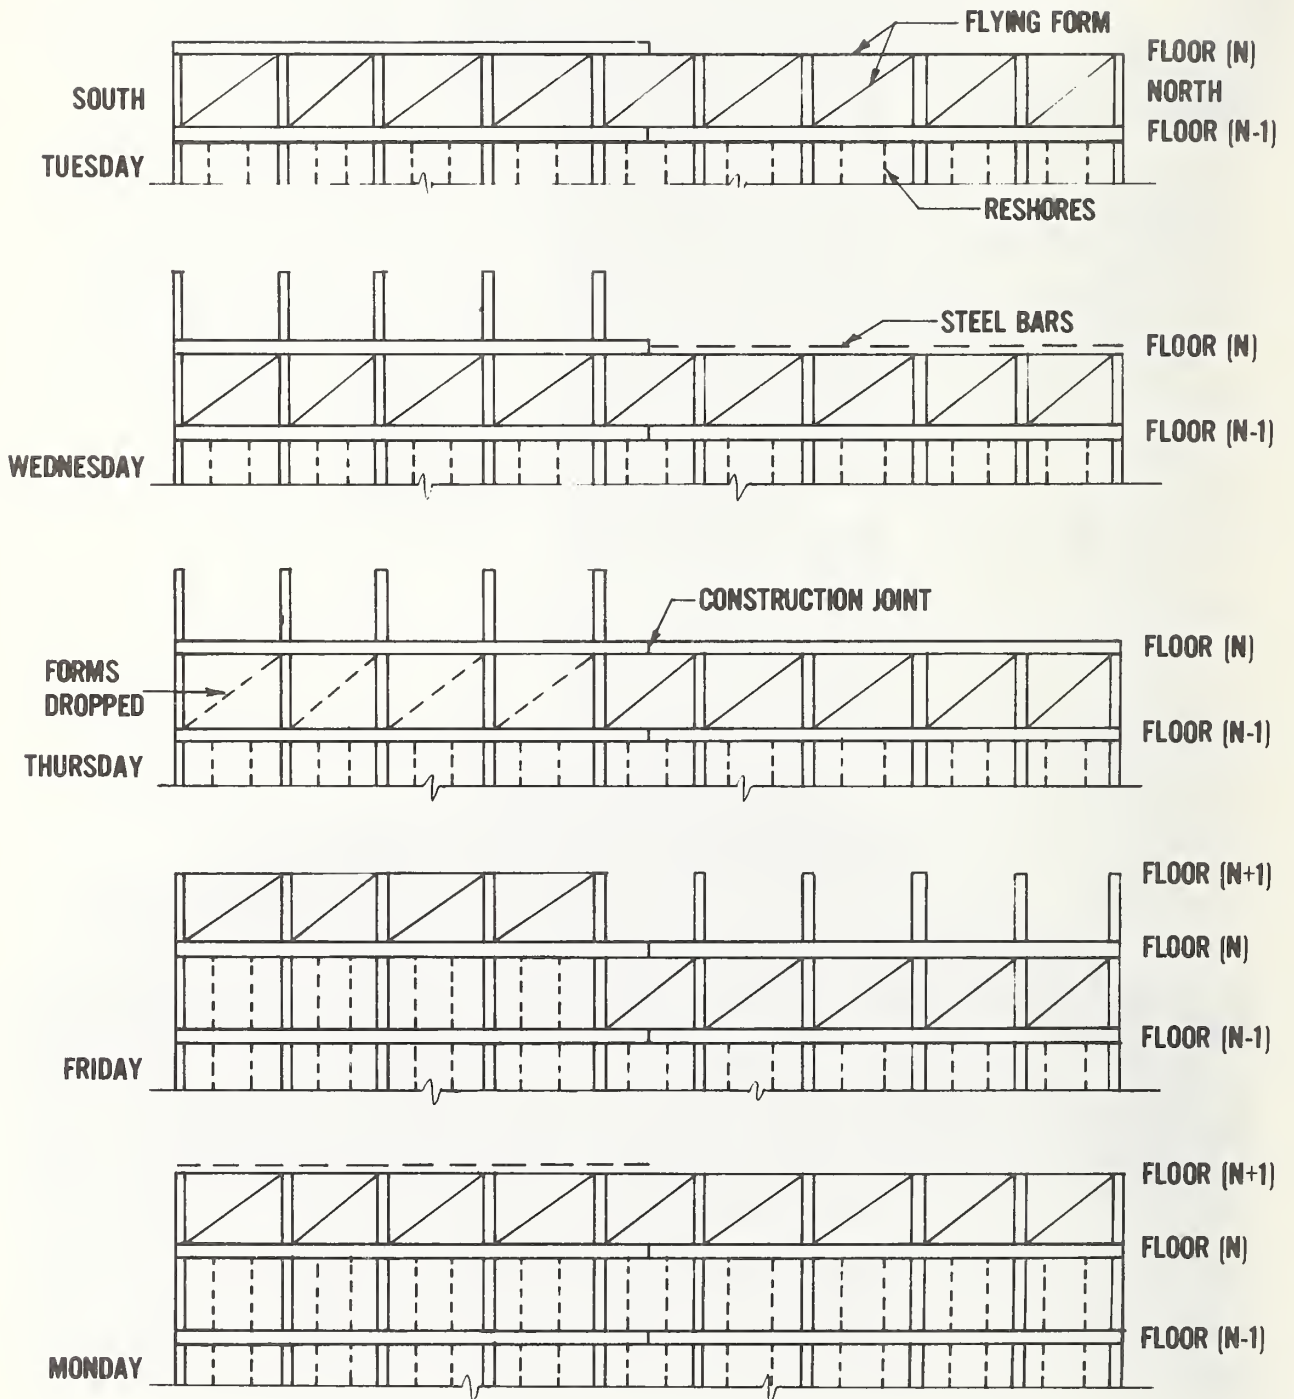 FLYING FORM
FLOOR (N)
SOUTH
NORTH
FLOOR (N-1)
TUESDAY
RESHORES
STEEL BARS
FLOOR (N)
FLOOR (N-1)
WEDNESDAY
CONSTRUCTION JOINT
FLOOR (N)
FORMS
DROPPED
FLOOR (N-1)
THURSDAY
FLOOR (N+1)
FLOOR (N)
FLOOR (N-1)
FRIDAY
FLOOR (N+1)
FLOOR (N)
FLOOR (N-1)
MONDAY